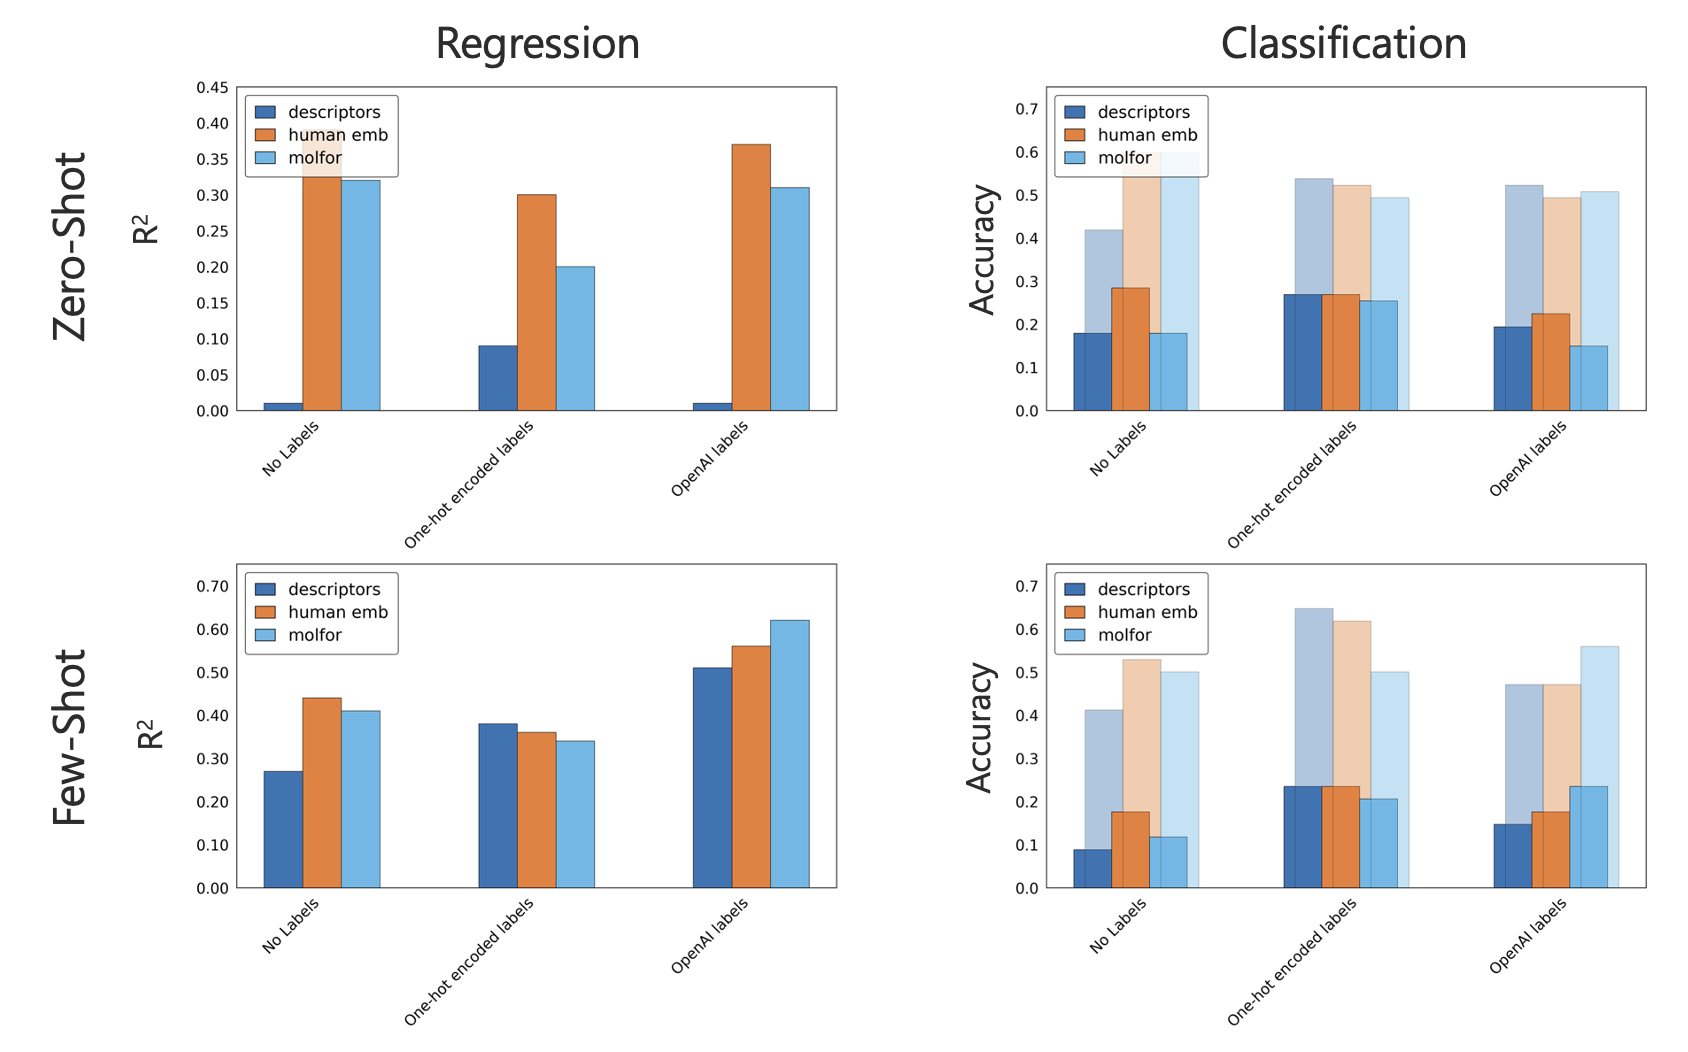 Regression
Classification
Zero-Shot
R²
0.45
0.40
0.35
0.30
0.25
0.20
0.15
0.10
0.05
0.00
descriptors
human emb
molfor
No Labels
One-hot encoded labels
OpenAI labels
Accuracy
0.7
0.6
0.5
0.4
0.3
0.2
0.1
0.0
descriptors
human emb
molfor
No Labels
One-hot encoded labels
OpenAI labels
Few-Shot
R²
0.70
0.60
0.50
0.40
0.30
0.20
0.10
0.00
descriptors
human emb
molfor
No Labels
One-hot encoded labels
OpenAI labels
Accuracy
0.7
0.6
0.5
0.4
0.3
0.2
0.1
0.0
descriptors
human emb
molfor
No Labels
One-hot encoded labels
OpenAI labels